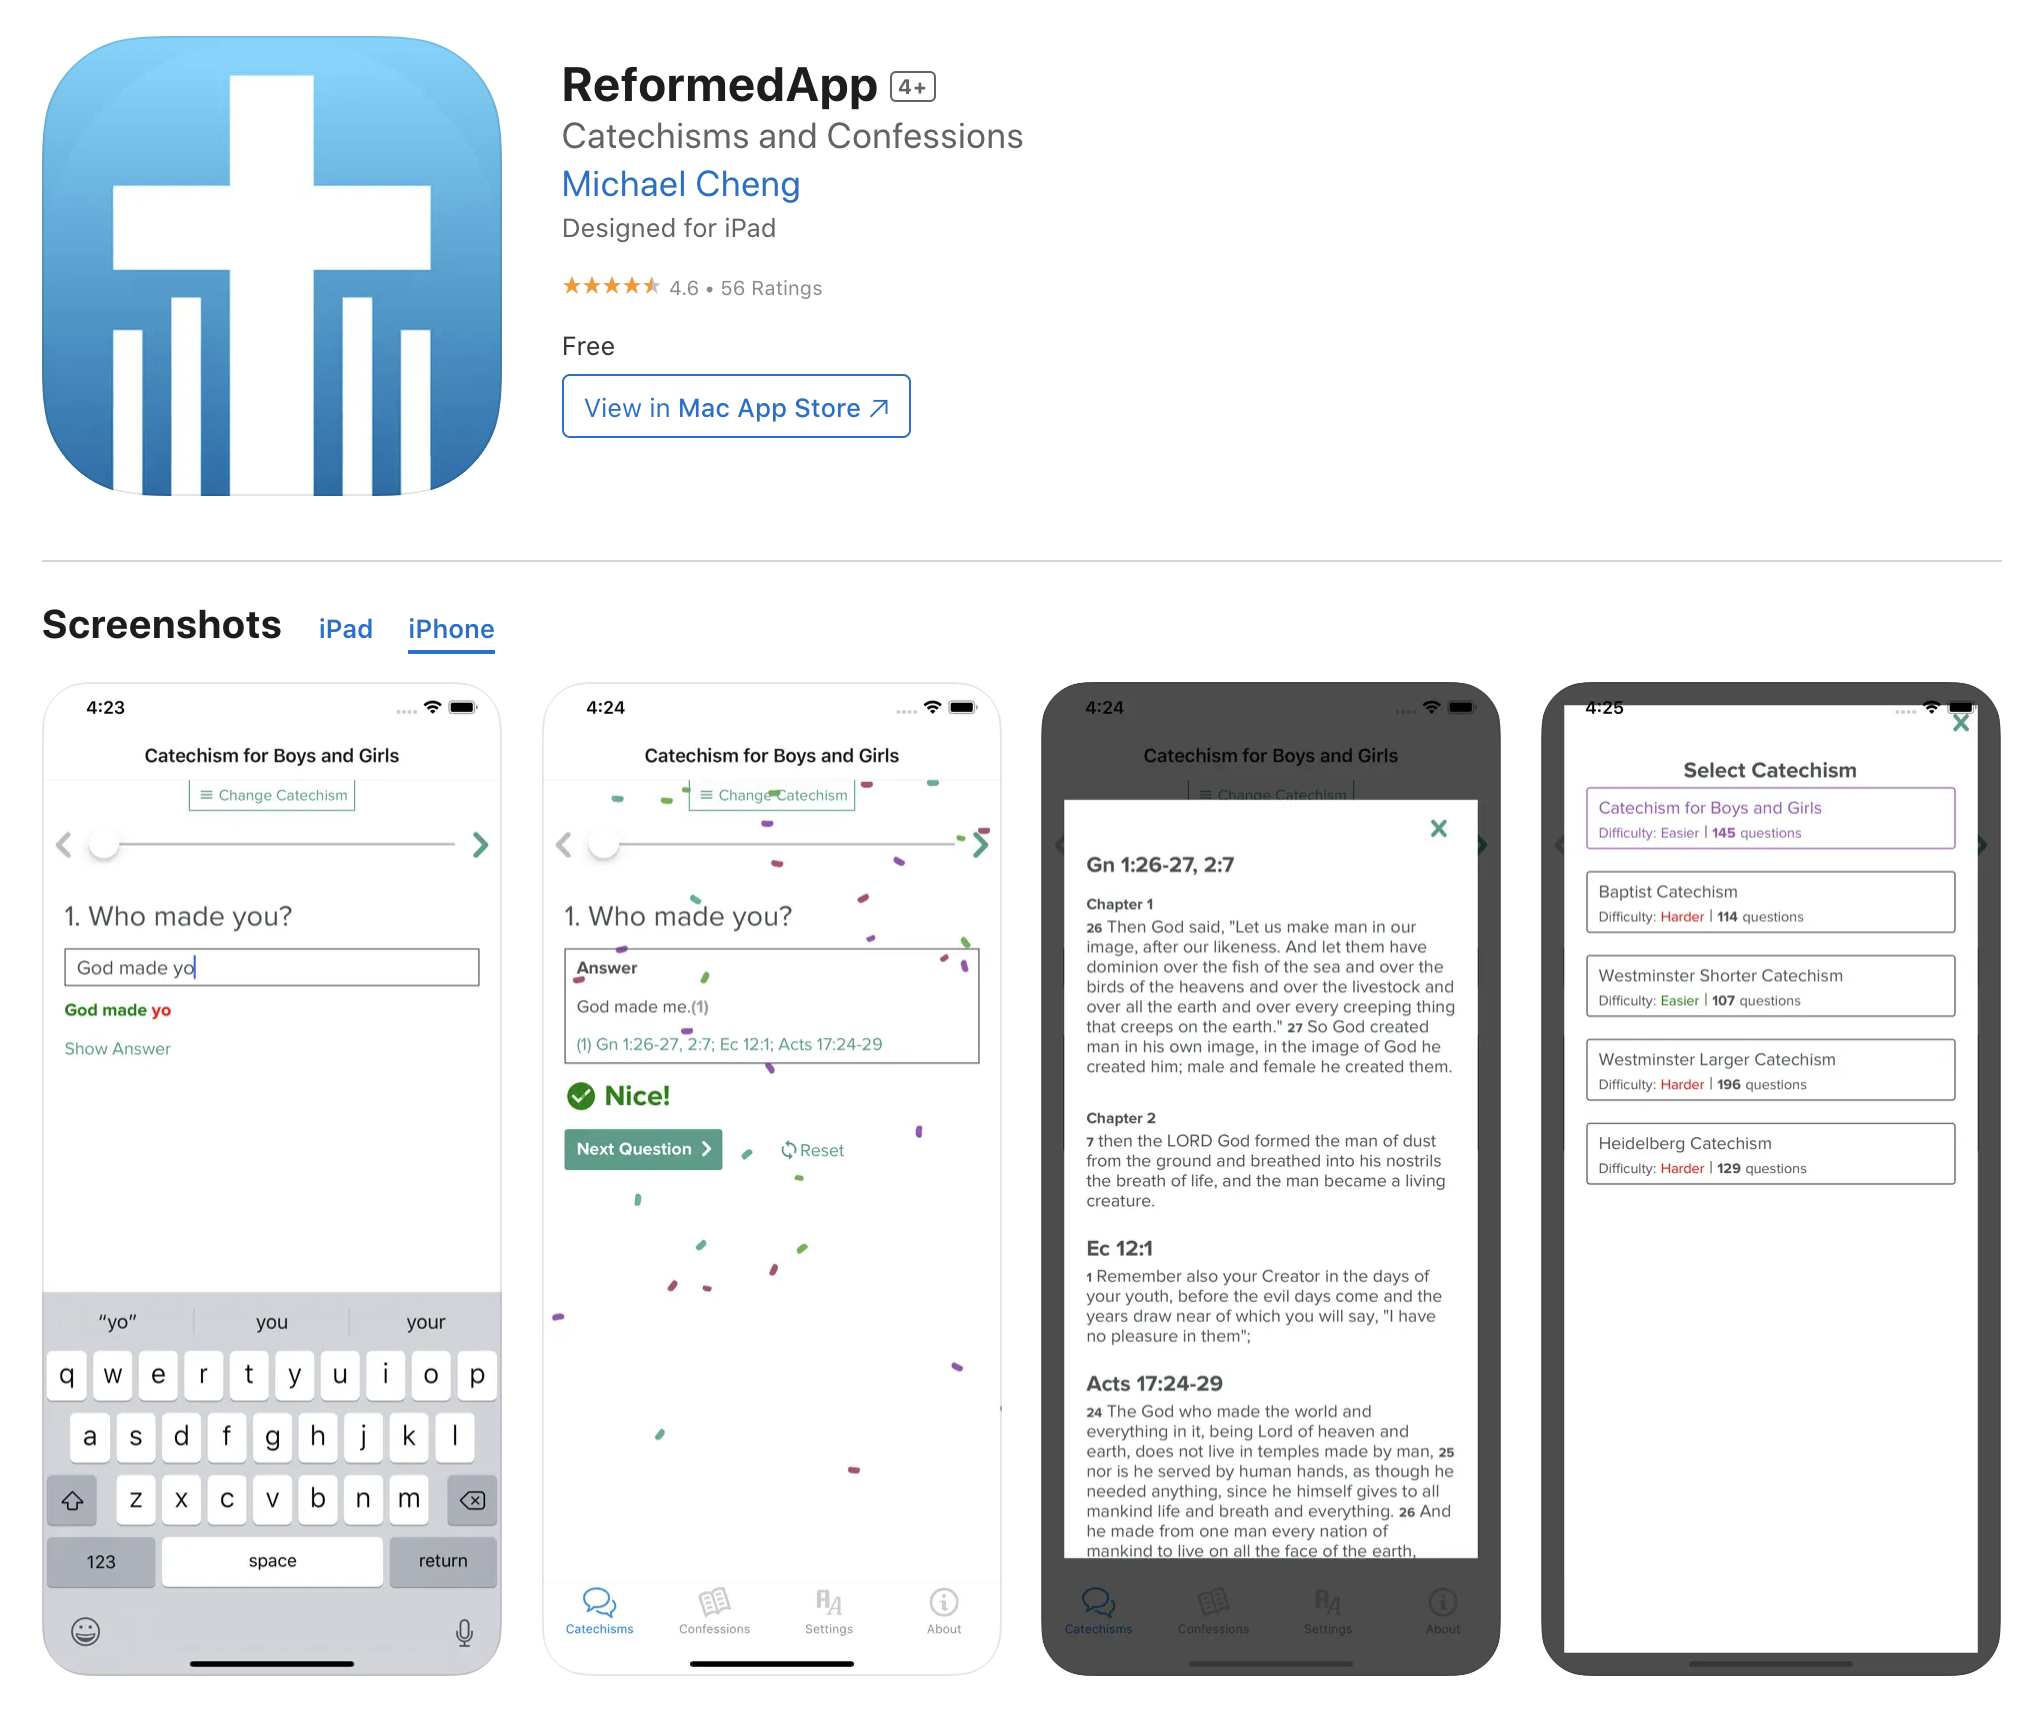 ReformedApp 4+
Catechisms and Confessions
Michael Cheng
Designed for iPad
4.6 • 56 Ratings
Free
View in Mac App Store
Screenshots iPad iPhone
4:23
Catechism for Boys and Girls
Change Catechism
1. Who made you?
God made yo
God made yo
Show Answer
“yo” you your
q w e r t y u i o p
a s d f g h j k l
z x c v b n m
123 space return
4:24
Catechism for Boys and Girls
Change Catechism
1. Who made you?
Answer
God made me.(1)
(1) Gn 1:26-27, 2:7; Ec 12:1; Acts 17:24-29
Nice!
Next Question Reset
Catechisms Confessions Settings About
4:24
Catechism for Boys and Girls
Change Catechism
Gn 1:26-27, 2:7
Chapter 1
26 Then God said, "Let us make man in our
image, after our likeness. And let them have
dominion over the fish of the sea and over the
birds of the heavens and over the livestock and
over all the earth and over every creeping thing
that creeps on the earth." 27 So God created
man in his own image, in the image of God he
created him; male and female he created them.
Chapter 2
7 then the LORD God formed the man of dust
from the ground and breathed into his nostrils
the breath of life, and the man became a living
creature.
Ec 12:1
1 Remember also your Creator in the days of
your youth, before the evil days come and the
years draw near of which you will say, "I have
no pleasure in them";
Acts 17:24-29
24 The God who made the world and
everything in it, being Lord of heaven and
earth, does not live in temples made by man, 25
nor is he served by human hands, as though he
needed anything, since he himself gives to all
mankind life and breath and everything. 26 And
he made from one man every nation of
mankind to live on all the face of the earth,
Catechisms Confessions Settings About
4:25
Select Catechism
Catechism for Boys and Girls
Difficulty: Easier | 145 questions
Baptist Catechism
Difficulty: Harder | 114 questions
Westminster Shorter Catechism
Difficulty: Easier | 107 questions
Westminster Larger Catechism
Difficulty: Harder | 196 questions
Heidelberg Catechism
Difficulty: Harder | 129 questions